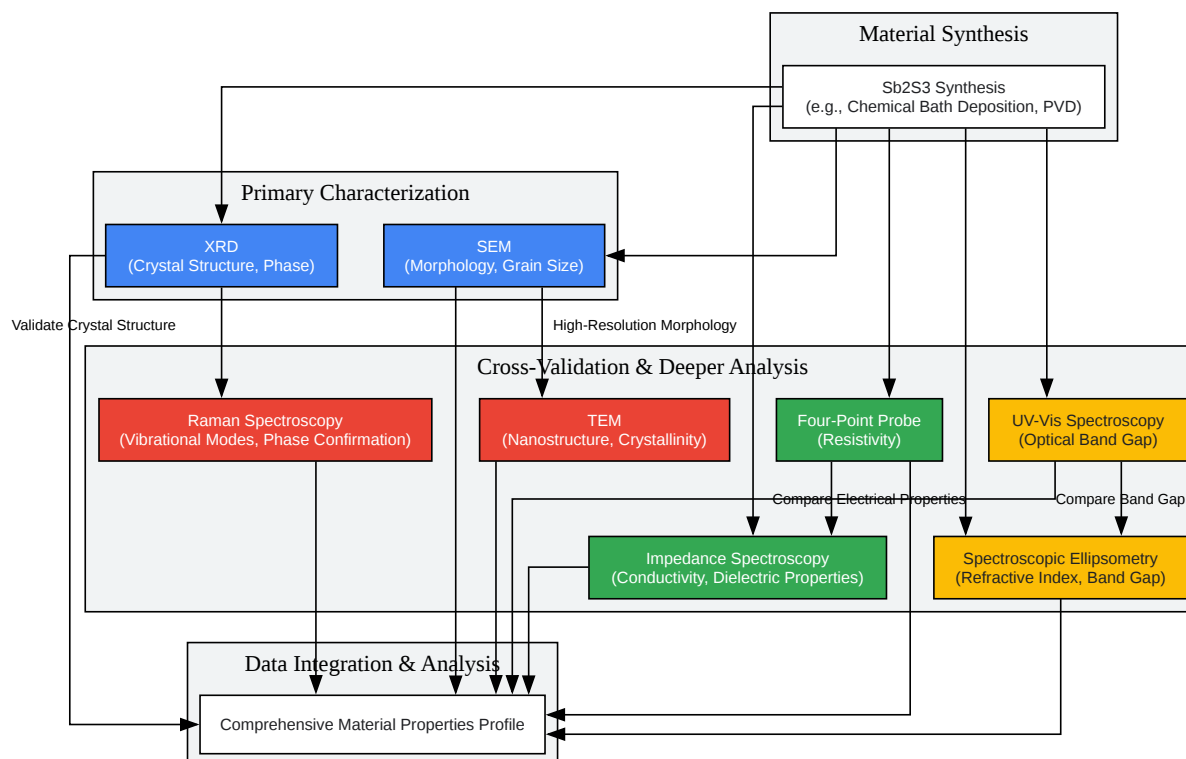 Material Synthesis
Sb2S3 Synthesis
(e.g., Chemical Bath Deposition, PVD)
Primary Characterization
XRD
(Crystal Structure, Phase)
SEM
(Morphology, Grain Size)
Validate Crystal Structure
High-Resolution Morphology
Cross-Validation & Deeper Analysis
Raman Spectroscopy
(Vibrational Modes, Phase Confirmation)
TEM
(Nanostructure, Crystallinity)
Four-Point Probe
(Resistivity)
UV-Vis Spectroscopy
(Optical Band Gap)
Compare Electrical Properties
Compare Band Gap
Impedance Spectroscopy
(Conductivity, Dielectric Properties)
Spectroscopic Ellipsometry
(Refractive Index, Band Gap)
Data Integration & Analysis
Comprehensive Material Properties Profile